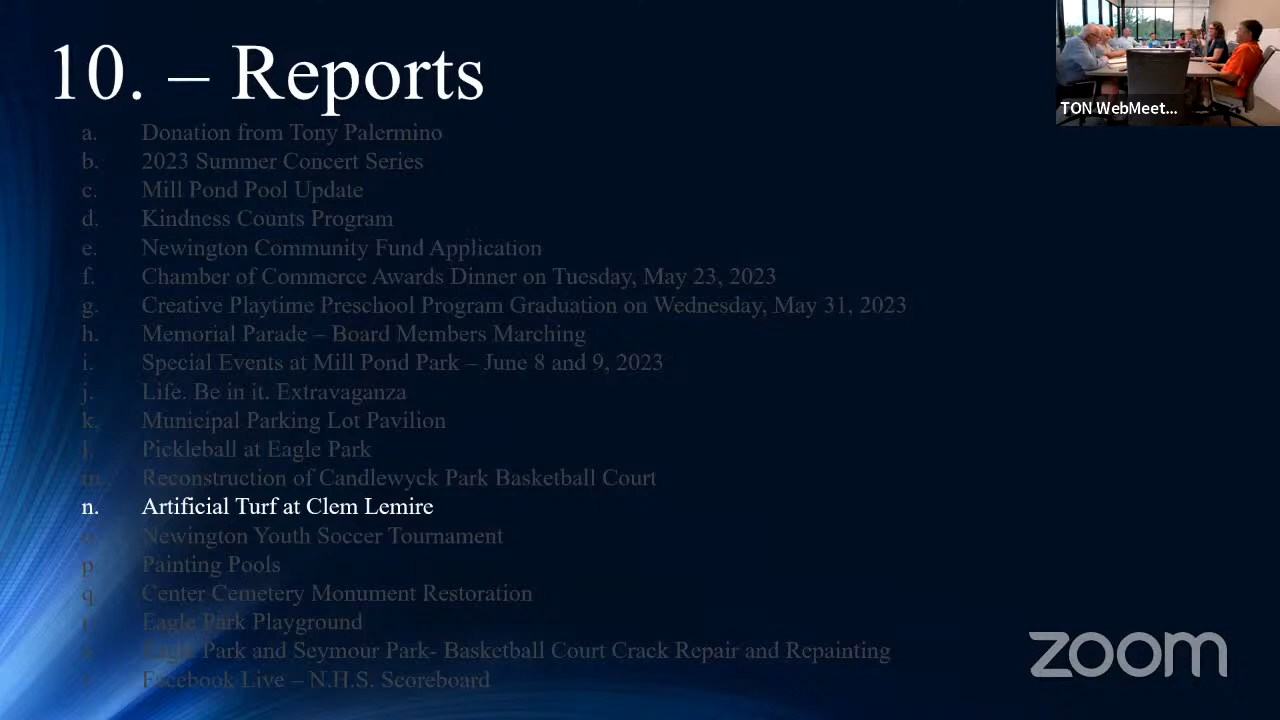 10. – Reports
TON WebMeet...
a. Donation from Tony Palermino
b. 2023 Summer Concert Series
c. Mill Pond Pool Update
d. Kindness Counts Program
e. Newington Community Fund Application
f. Chamber of Commerce Awards Dinner on Tuesday, May 23, 2023
g. Creative Playtime Preschool Program Graduation on Wednesday, May 31, 2023
h. Memorial Parade – Board Members Marching
i. Special Events at Mill Pond Park – June 8 and 9, 2023
j. Life. Be in it. Extravaganza
k. Municipal Parking Lot Pavilion
l. Pickleball at Eagle Park
m. Reconstruction of Candlewyck Park Basketball Court
n. Artificial Turf at Clem Lemire
o. Newington Youth Soccer Tournament
p. Painting Pools
q. Center Cemetery Monument Restoration
r. Eagle Park Playground
s. Eagle Park and Seymour Park- Basketball Court Crack Repair and Repainting
t. Facebook Live – N.H.S. Scoreboard
zoom